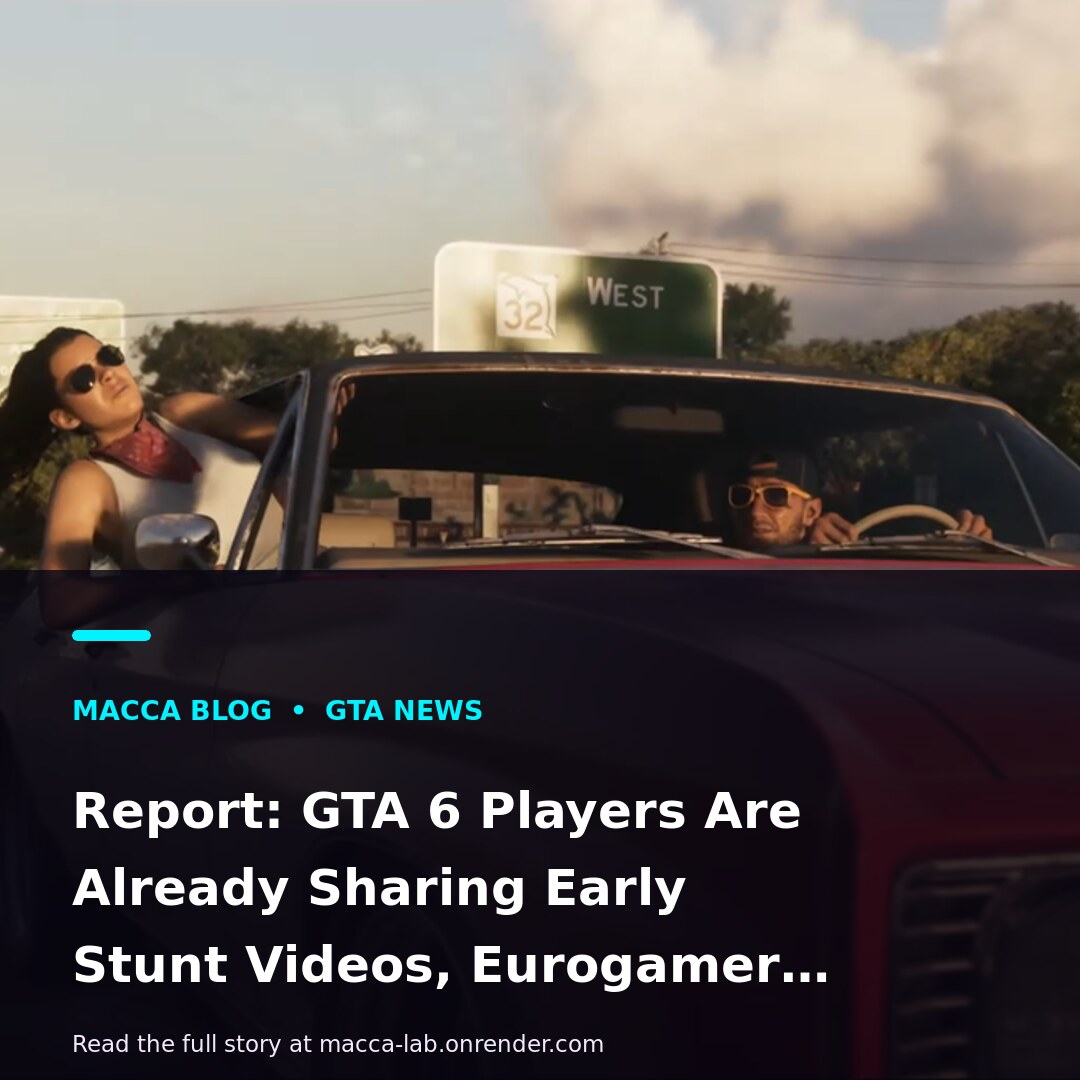 WEST
32
MACCA BLOG • GTA NEWS
Report: GTA 6 Players Are
Already Sharing Early
Stunt Videos, Eurogamer…
Read the full story at macca-lab.onrender.com